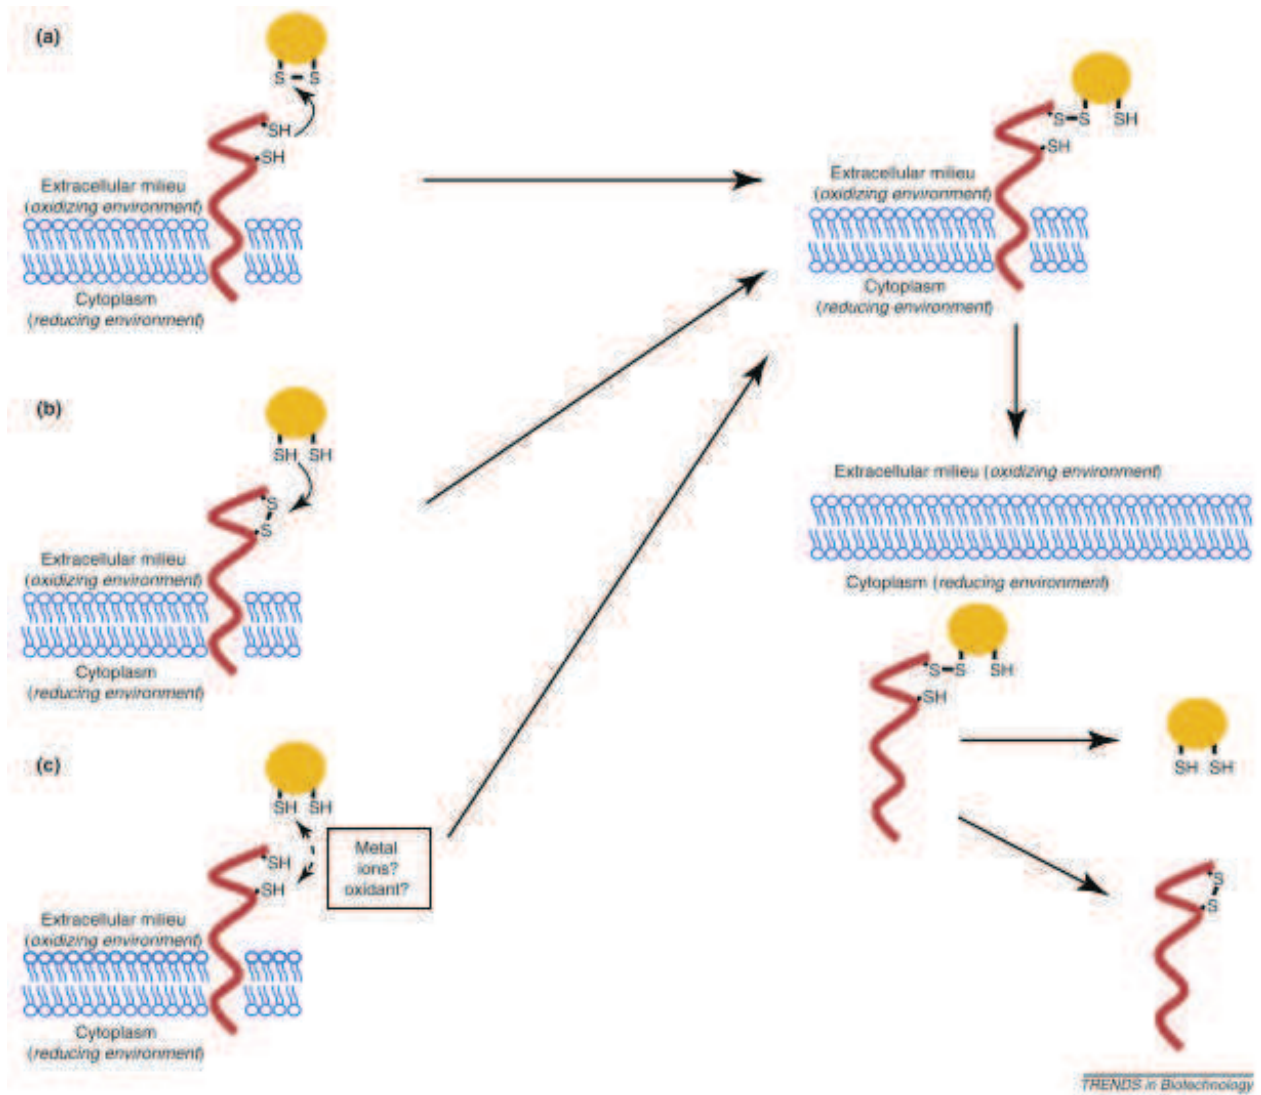 (a)
S S
SH
SH
Extracellular milieu
(oxidizing environment)
Cytoplasm
(reducing environment)
S S SH
SH
Extracellular milieu
(oxidizing environment)
Cytoplasm
(reducing environment)
(b)
SH SH
S
S
Extracellular milieu
(oxidizing environment)
Cytoplasm
(reducing environment)
Extracellular milieu (oxidizing environment)
Cytoplasm (reducing environment)
S S SH
SH
SH SH
S
S
(c)
SH SH
SH
SH
Metal
ions?
oxidant?
Extracellular milieu
(oxidizing environment)
Cytoplasm
(reducing environment)
TRENDS in Biotechnology